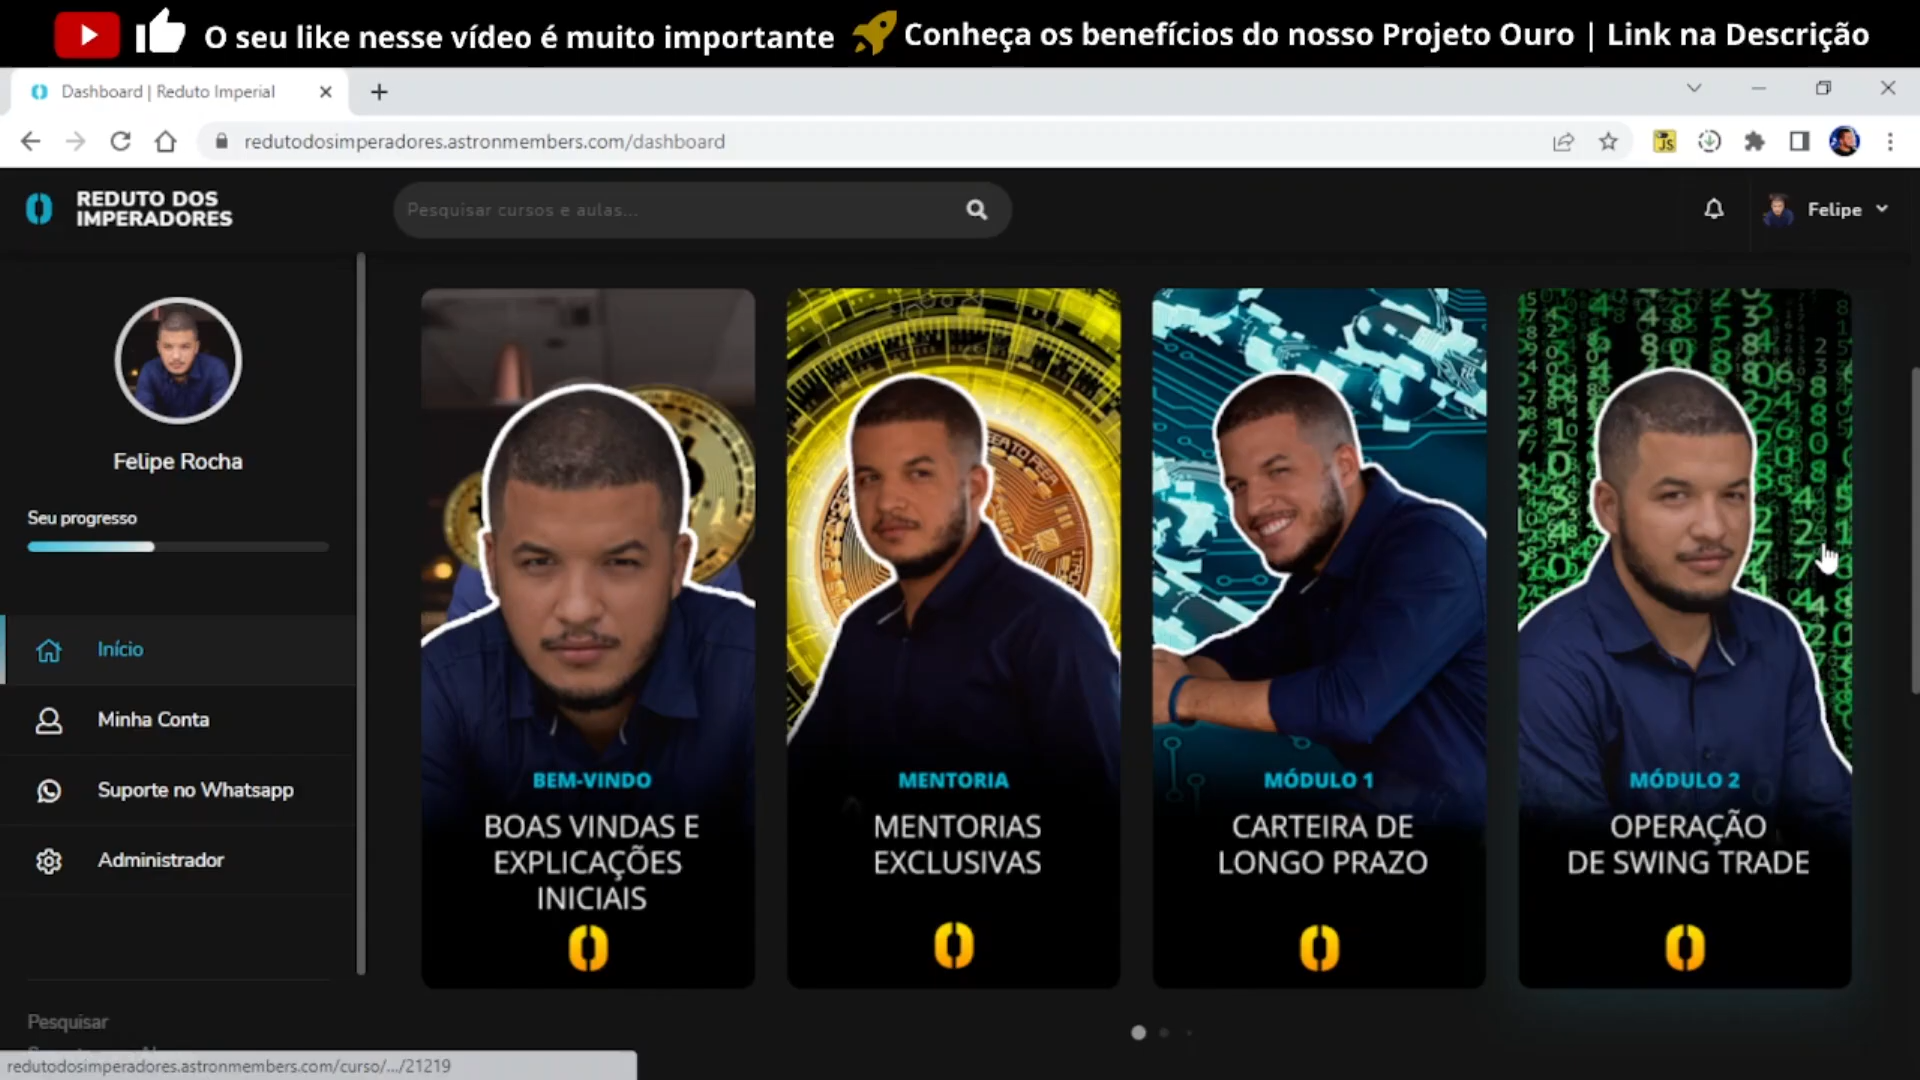 O seu like nesse vídeo é muito importante
Conheça os benefícios do nosso Projeto Ouro | Link na Descrição
Dashboard | Reduto Imperial
redutodosimperadores.astronmembers.com/dashboard
JS
REDUTO DOS
IMPERADORES
Pesquisar cursos e aulas...
Felipe
Felipe Rocha
Seu progresso
Início
Minha Conta
Suporte no Whatsapp
Administrador
Pesquisar
BEM-VINDO
BOAS VINDAS E
EXPLICAÇÕES
INICIAIS
MENTORIA
MENTORIAS
EXCLUSIVAS
MÓDULO 1
CARTEIRA DE
LONGO PRAZO
MÓDULO 2
OPERAÇÃO
DE SWING TRADE
redutodosimperadores.astronmembers.com/curso/.../21219